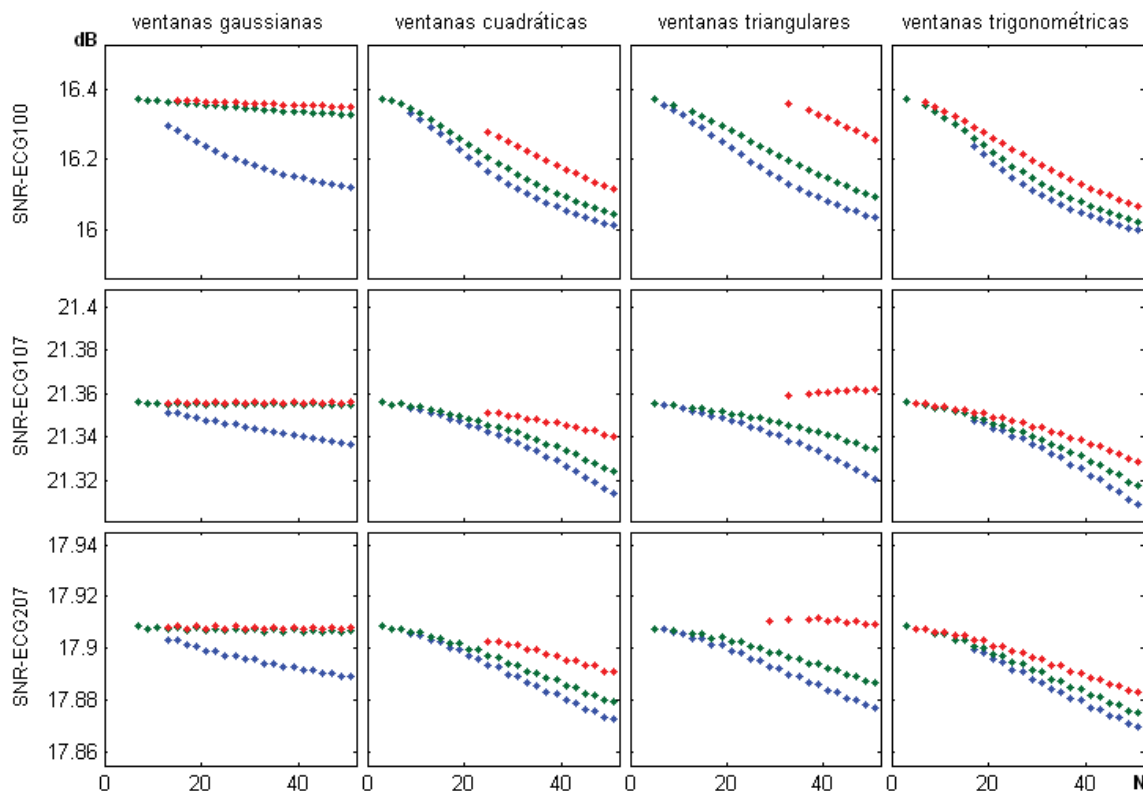 ventanas gaussianas ventanas cuadráticas ventanas triangulares ventanas trigonométricas
dB
SNR-ECG100
16.4
16.2
16
SNR-ECG107
21.4
21.38
21.36
21.34
21.32
SNR-ECG207
17.94
17.92
17.9
17.88
17.86
0 20 40 0 20 40 0 20 40 0 20 40 N